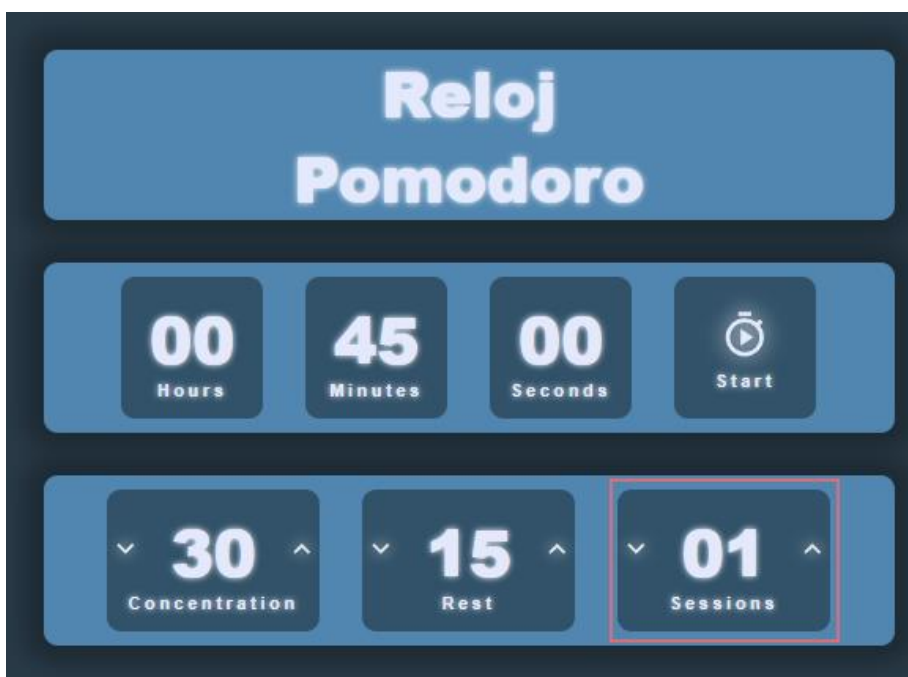 Reloj
Pomodoro
00 45 00
Hours Minutes Seconds Start
30 15 01
Concentration Rest Sessions